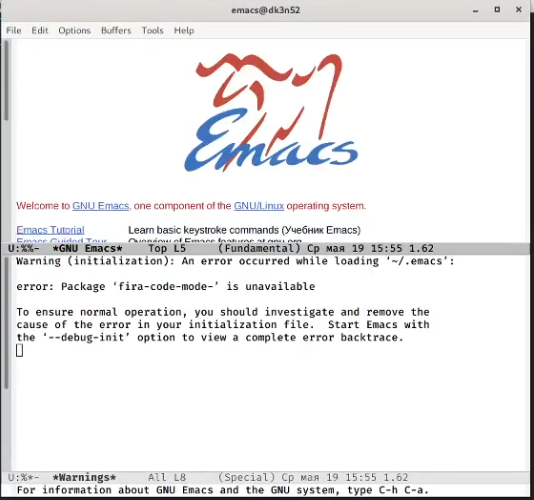 emacs@dk3n52
File Edit Options Buffers Tools Help
Emacs
Welcome to GNU Emacs, one component of the GNU/Linux operating system.
Emacs Tutorial Learn basic keystroke commands (Учебник Emacs)
Emacs Guided Tour Overview of Emacs features at gnu.org
U:%%- *GNU Emacs* Top L5 (Fundamental) Ср мая 19 15:55 1.62
Warning (initialization): An error occurred while loading ‘~/.emacs’:
error: Package ‘fira-code-mode-’ is unavailable
To ensure normal operation, you should investigate and remove the
cause of the error in your initialization file. Start Emacs with
the ‘--debug-init’ option to view a complete error backtrace.
U:%*- *Warnings* All L8 (Special) Ср мая 19 15:55 1.62
For information about GNU Emacs and the GNU system, type C-h C-a.